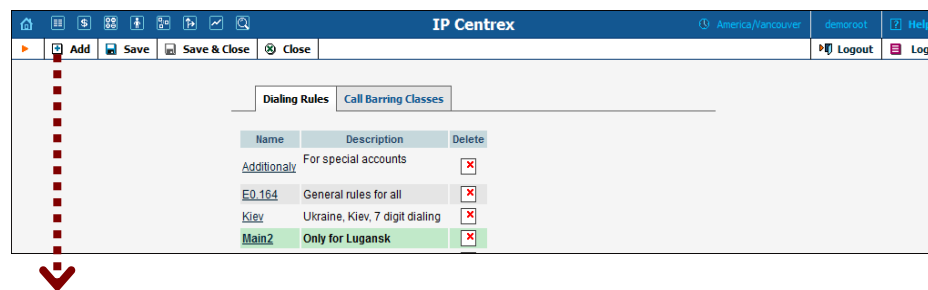 IP Centrex America/Vancouver demoroot Help
Add Save Save & Close Close Logout Log
Dialing Rules Call Barring Classes
Name Description Delete
Additionaly For special accounts
E0.164 General rules for all
Kiev Ukraine, Kiev, 7 digit dialing
Main2 Only for Lugansk